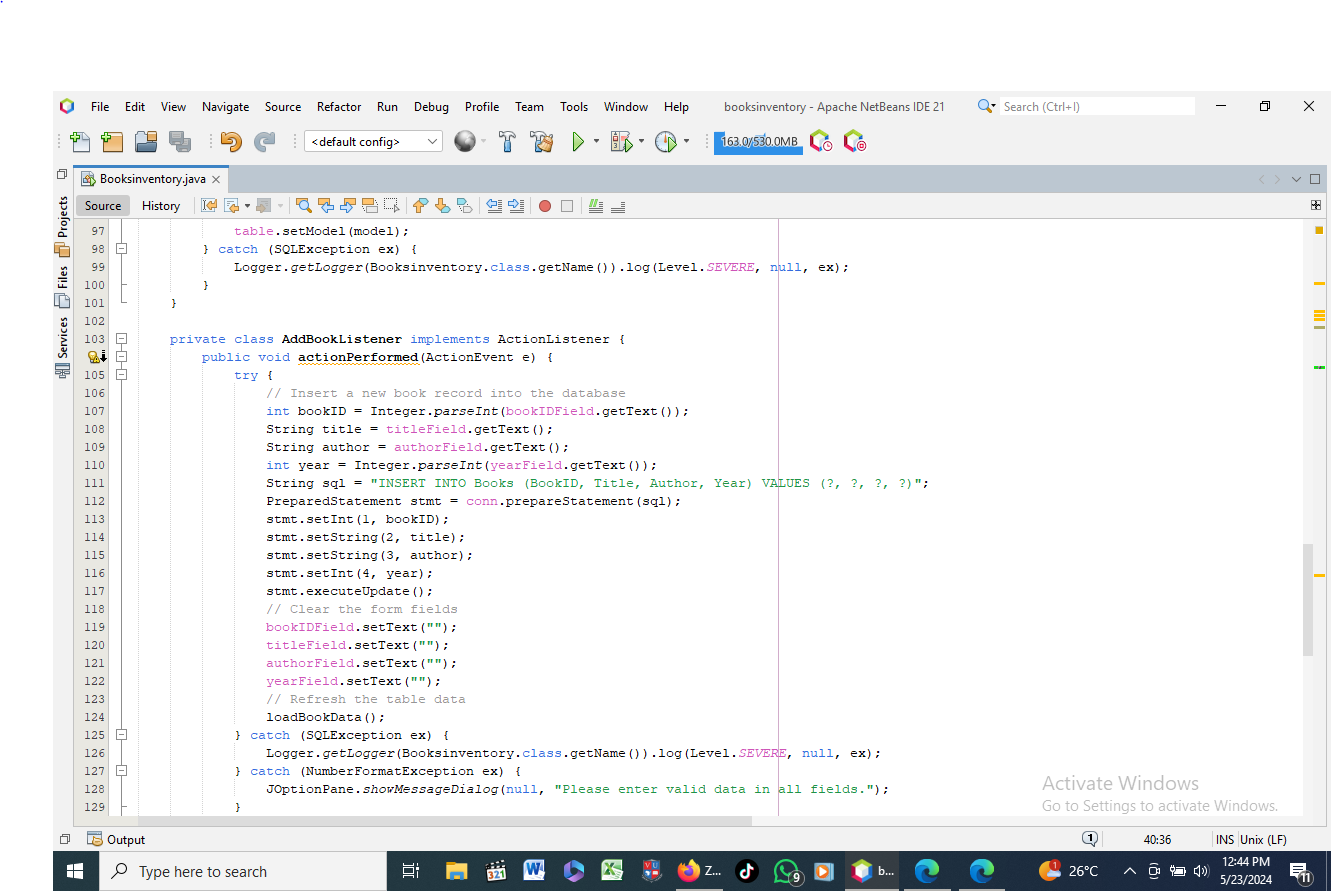 File Edit View Navigate Source Refactor Run Debug Profile Team Tools Window Help booksinventory - Apache NetBeans IDE 21 Search (Ctrl+I)
<default config> 163.0/530.0MB
Booksinventory.java
Source History
Projects
Files
Services
97 table.setModel(model);
98 } catch (SQLException ex) {
99 Logger.getLogger(Booksinventory.class.getName()).log(Level.SEVERE, null, ex);
100 }
101 }
102
103 private class AddBookListener implements ActionListener {
public void actionPerformed(ActionEvent e) {
105 try {
106 // Insert a new book record into the database
107 int bookID = Integer.parseInt(bookIDField.getText());
108 String title = titleField.getText();
109 String author = authorField.getText();
110 int year = Integer.parseInt(yearField.getText());
111 String sql = "INSERT INTO Books (BookID, Title, Author, Year) VALUES (?, ?, ?, ?)";
112 PreparedStatement stmt = conn.prepareStatement(sql);
113 stmt.setInt(1, bookID);
114 stmt.setString(2, title);
115 stmt.setString(3, author);
116 stmt.setInt(4, year);
117 stmt.executeUpdate();
118 // Clear the form fields
119 bookIDField.setText("");
120 titleField.setText("");
121 authorField.setText("");
122 yearField.setText("");
123 // Refresh the table data
124 loadBookData();
125 } catch (SQLException ex) {
126 Logger.getLogger(Booksinventory.class.getName()).log(Level.SEVERE, null, ex);
127 } catch (NumberFormatException ex) {
128 JOptionPane.showMessageDialog(null, "Please enter valid data in all fields.");
129 }
Activate Windows
Go to Settings to activate Windows.
Output 1 40:36 INS Unix (LF)
Type here to search 321 Z... 9 b... 1 26°C 12:44 PM
5/23/2024 11